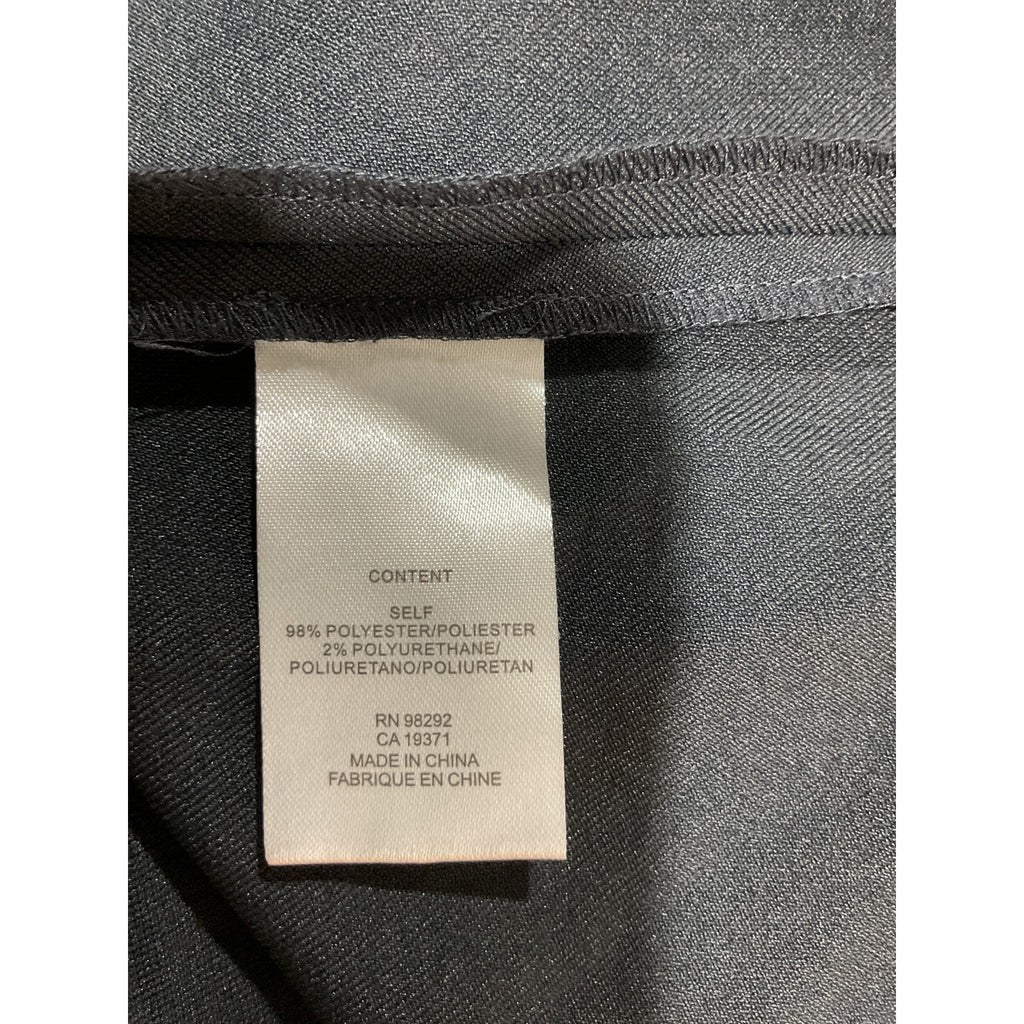 CONTENT
SELF
98% POLYESTER/POLIESTER
2% POLYURETHANE/
POLIURETANO/POLIURETAN
RN 98292
CA 19371
MADE IN CHINA
FABRIQUE EN CHINE